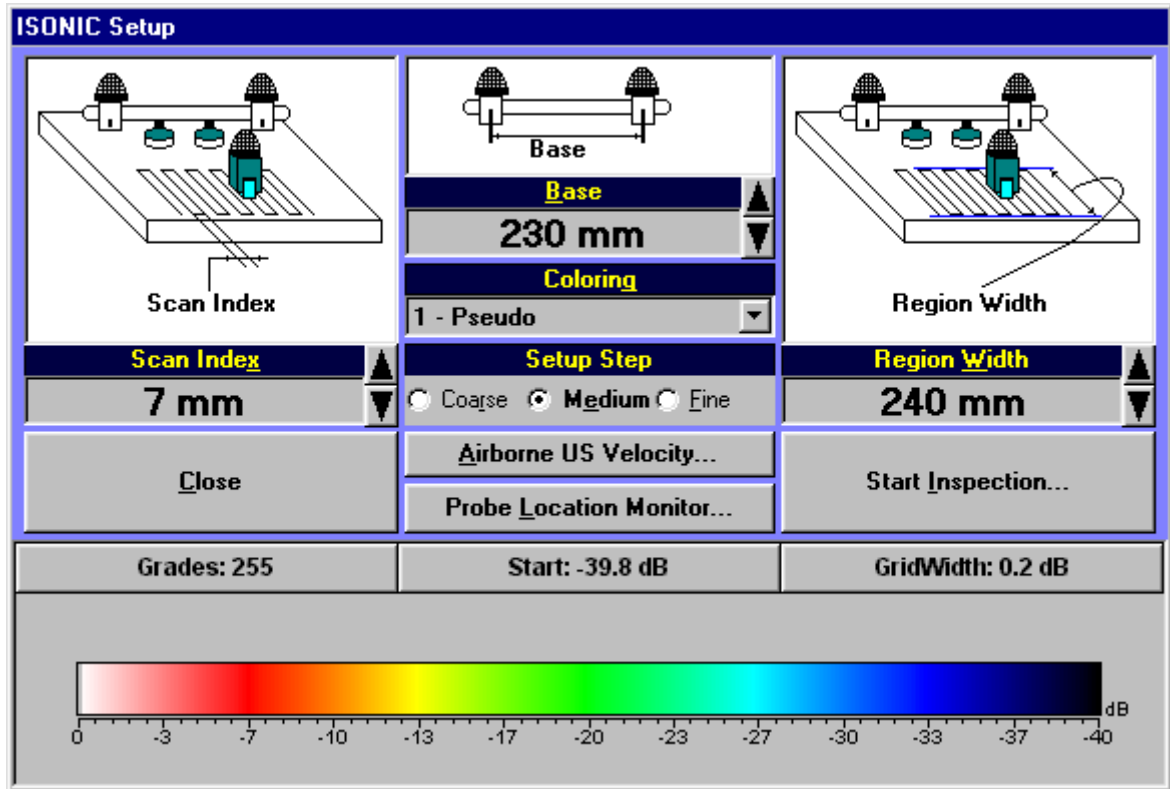 ISONIC Setup
Scan Index
Scan Index
7 mm
Close
Base
Base
230 mm
Coloring
1 - Pseudo
Setup Step
Coarse Medium Fine
Airborne US Velocity...
Probe Location Monitor...
Region Width
Region Width
240 mm
Start Inspection...
Grades: 255
Start: -39.8 dB
GridWidth: 0.2 dB
dB
0 -3 -7 -10 -13 -17 -20 -23 -27 -30 -33 -37 -40